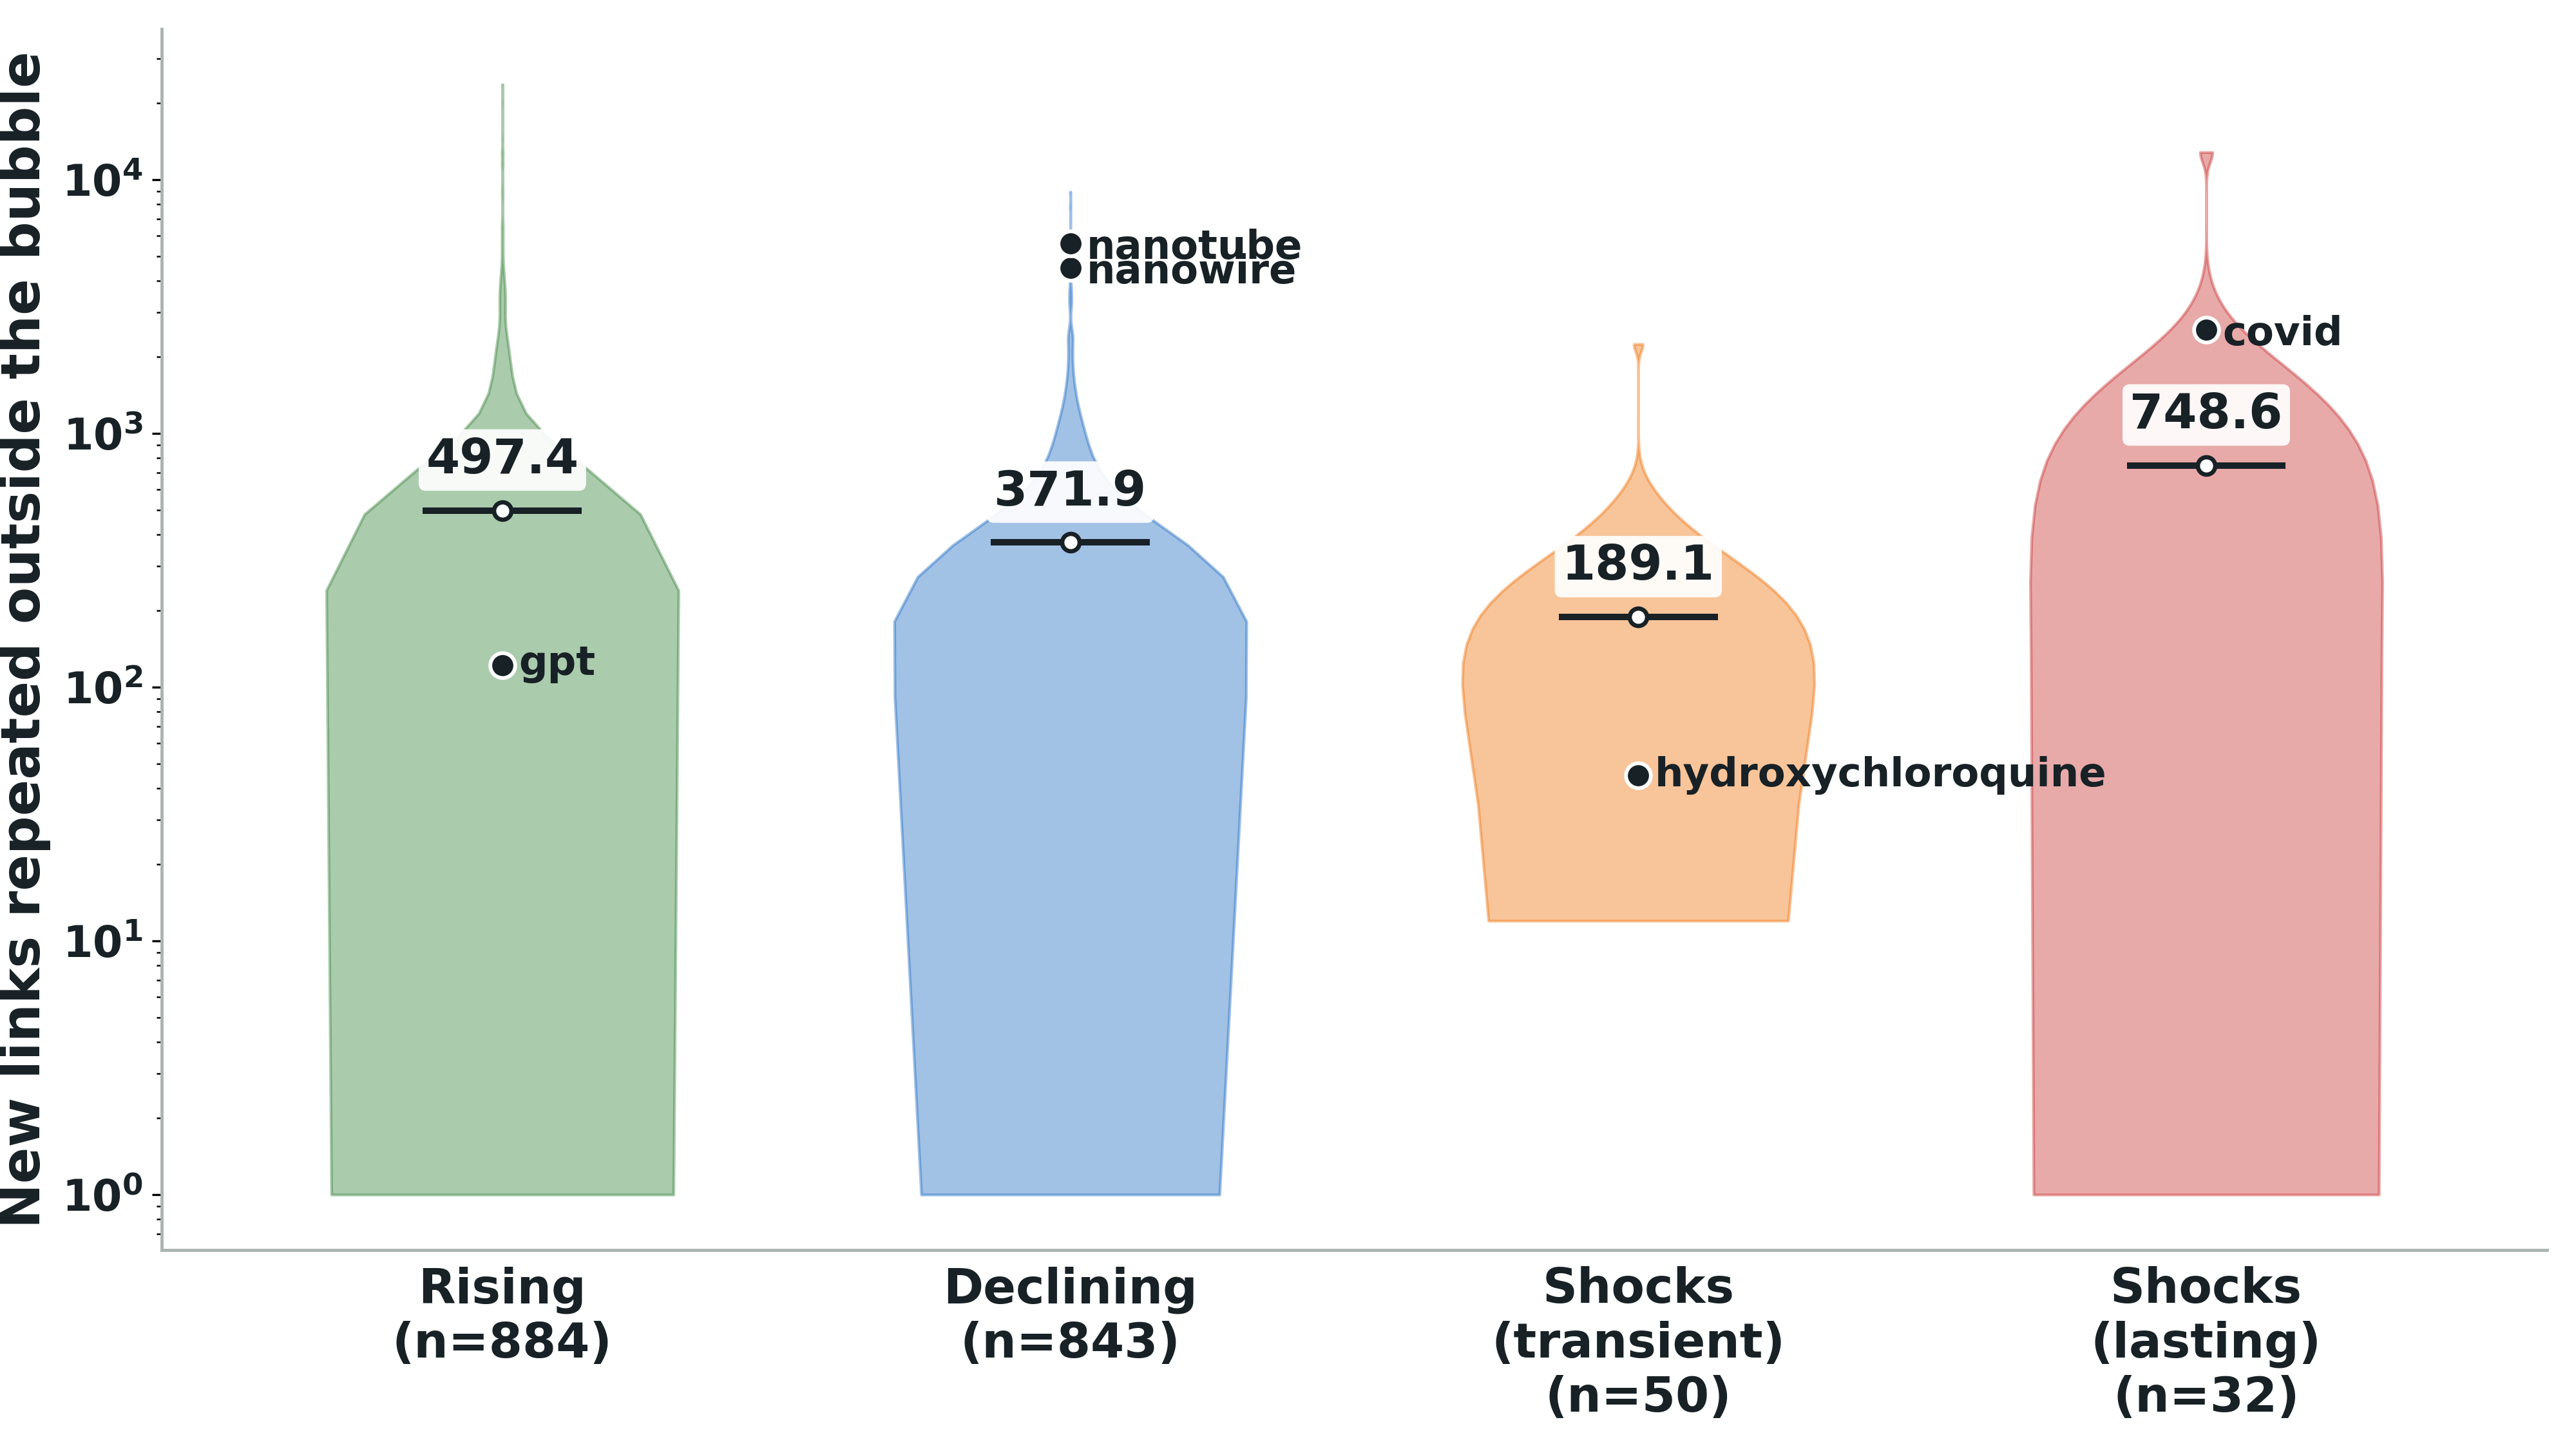 New links repeated outside the bubble
10⁴
10³
10²
10¹
10⁰
497.4
gpt
nanotube
nanowire
371.9
189.1
hydroxychloroquine
covid
748.6
Rising
(n=884)
Declining
(n=843)
Shocks
(transient)
(n=50)
Shocks
(lasting)
(n=32)